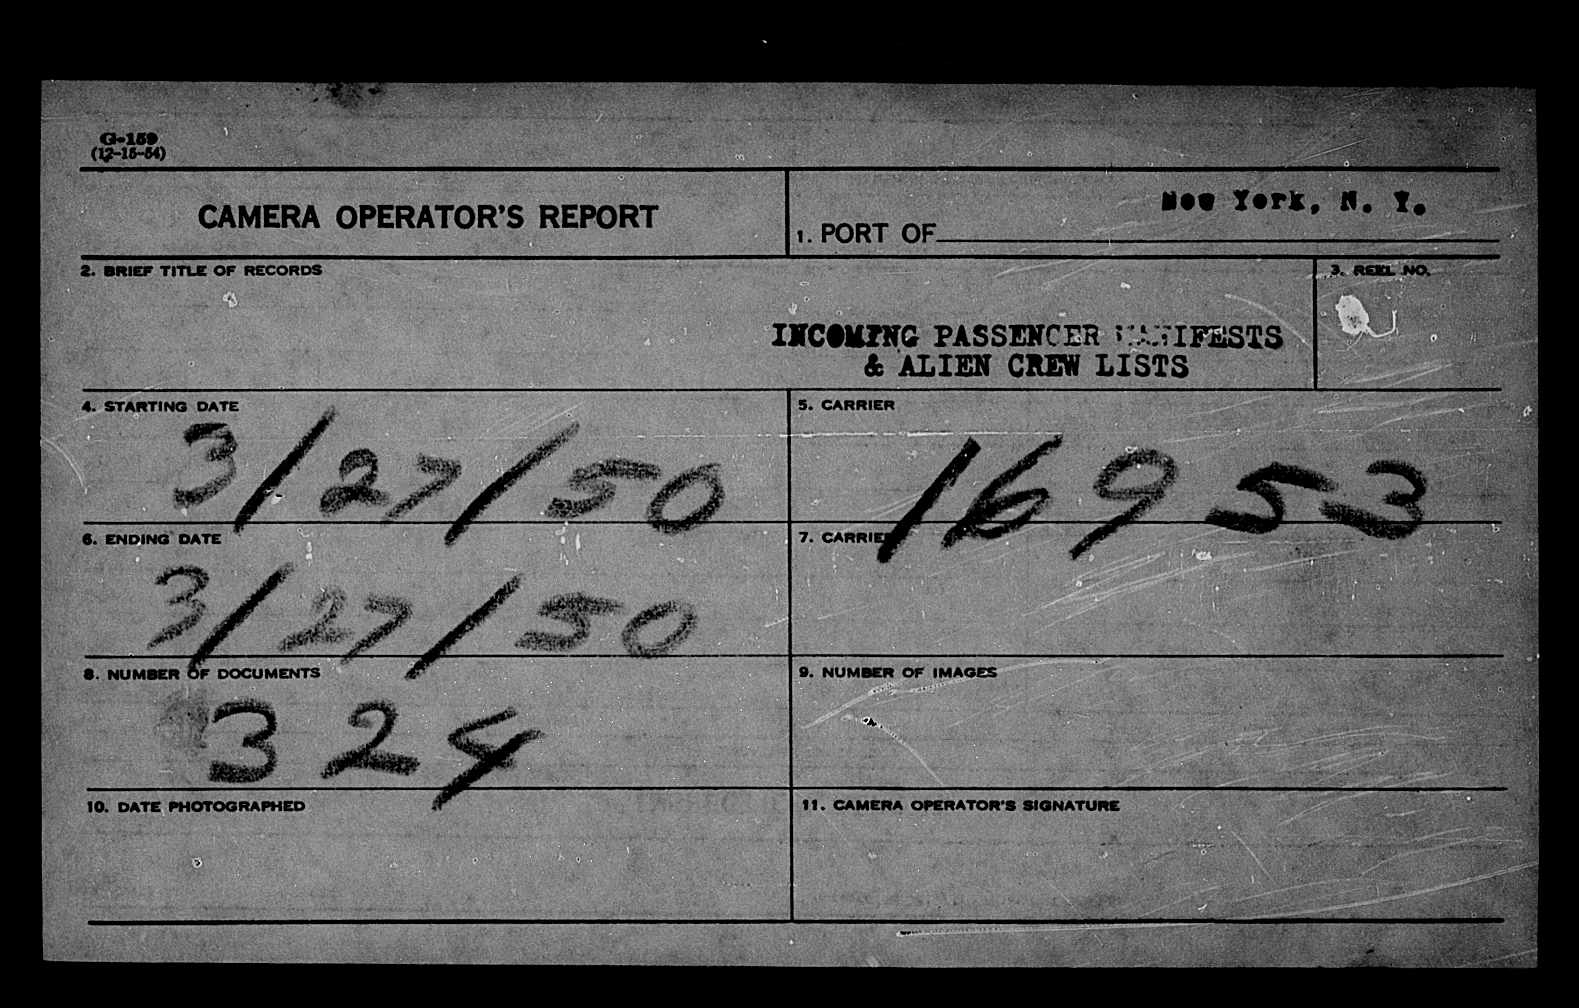 G-159
(12-15-54)
CAMERA OPERATOR'S REPORT
1. PORT OF New York, N. Y.
2. BRIEF TITLE OF RECORDS
INCOMING PASSENGER MANIFESTS
& ALIEN CREW LISTS
3. REEL NO.
4. STARTING DATE
3/27/50
5. CARRIER
16953
6. ENDING DATE
3/27/50
7. CARRIER
8. NUMBER OF DOCUMENTS
324
9. NUMBER OF IMAGES
10. DATE PHOTOGRAPHED
11. CAMERA OPERATOR'S SIGNATURE